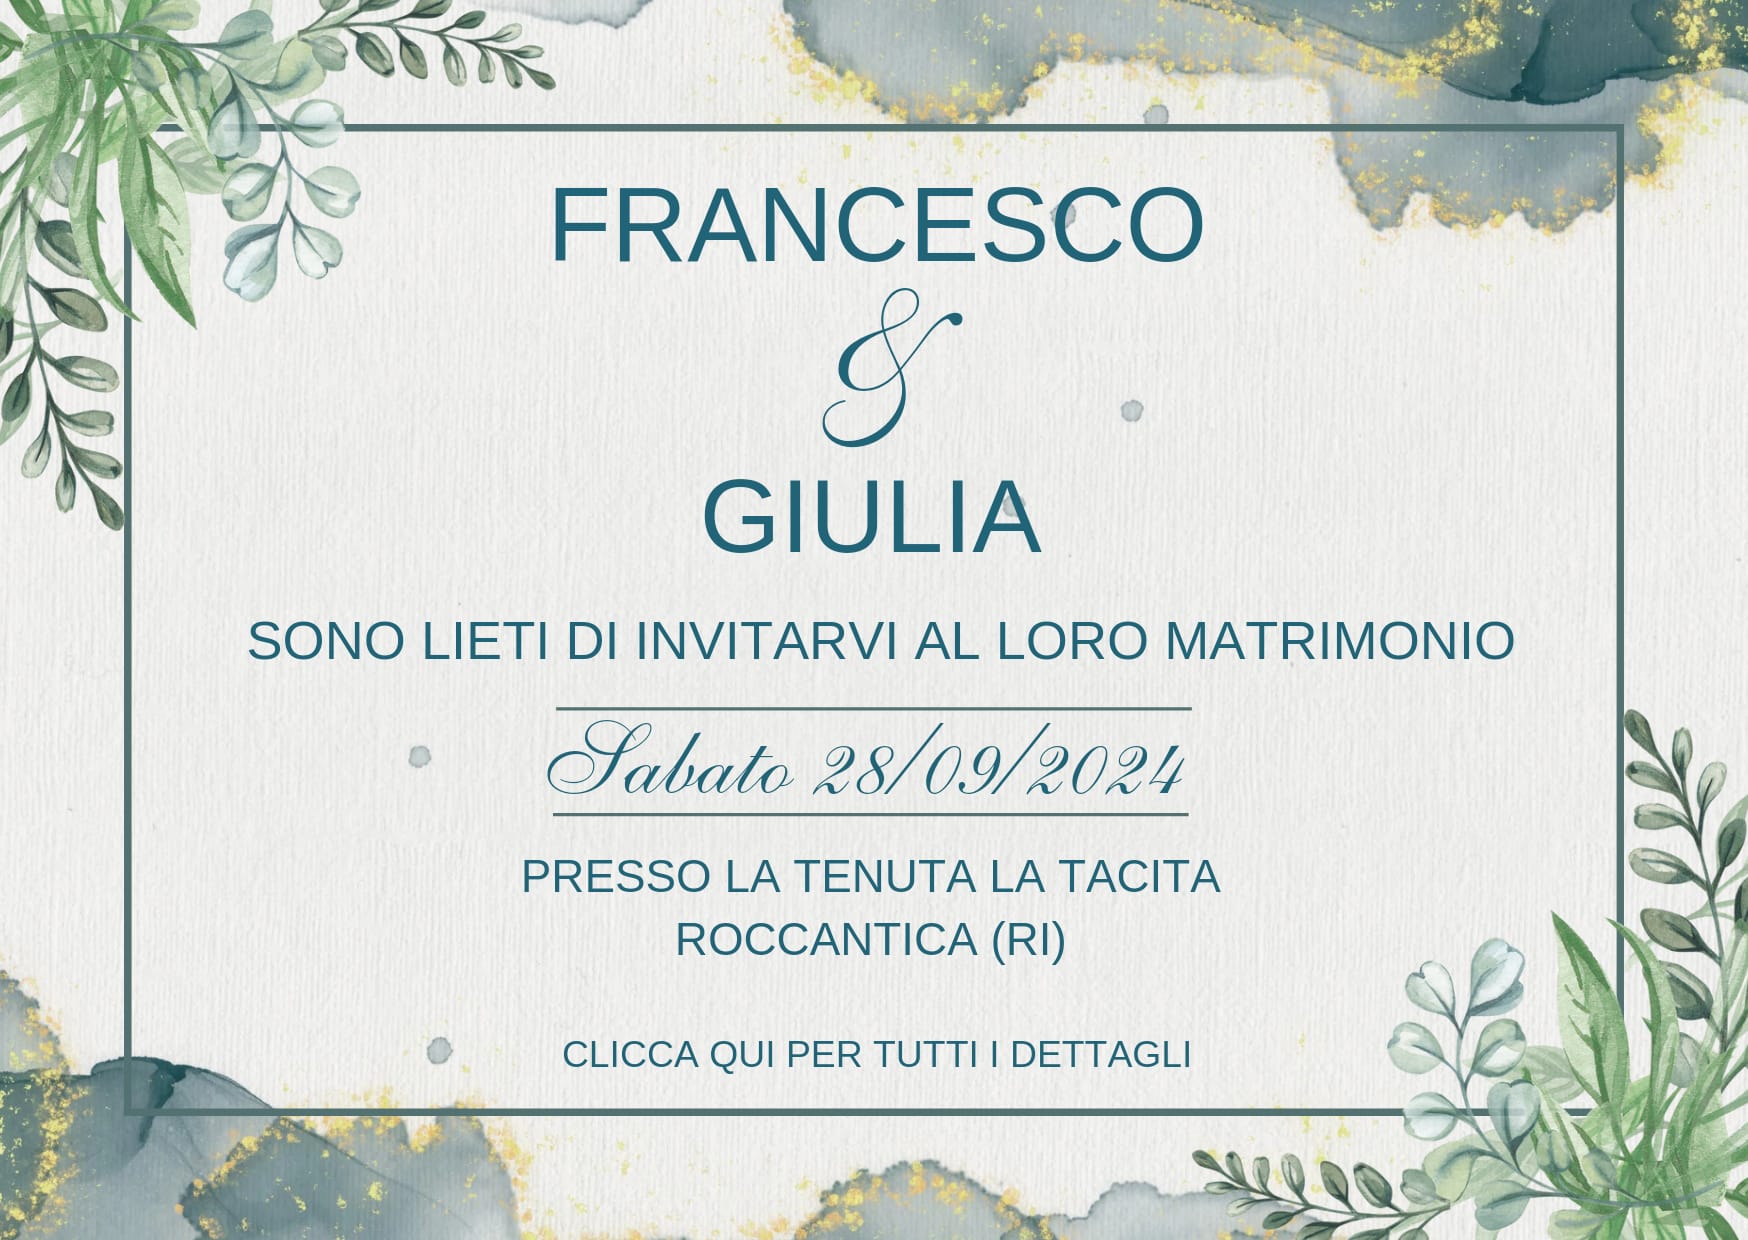 FRANCESCO
&
GIULIA
SONO LIETI DI INVITARVI AL LORO MATRIMONIO
Sabato 28/09/2024
PRESSO LA TENUTA LA TACITA
ROCCANTICA (RI)
CLICCA QUI PER TUTTI I DETTAGLI